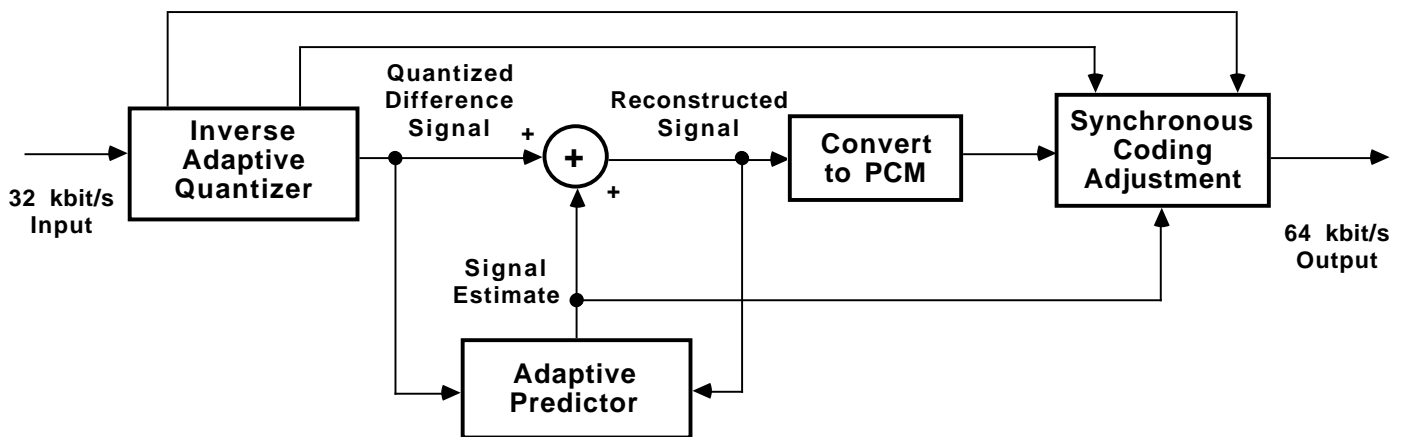 Quantized
Difference
Signal
Reconstructed
Signal
Inverse
Adaptive
Quantizer
+
+
+
Convert
to PCM
Synchronous
Coding
Adjustment
32 kbit/s
Input
64 kbit/s
Output
Signal
Estimate
Adaptive
Predictor